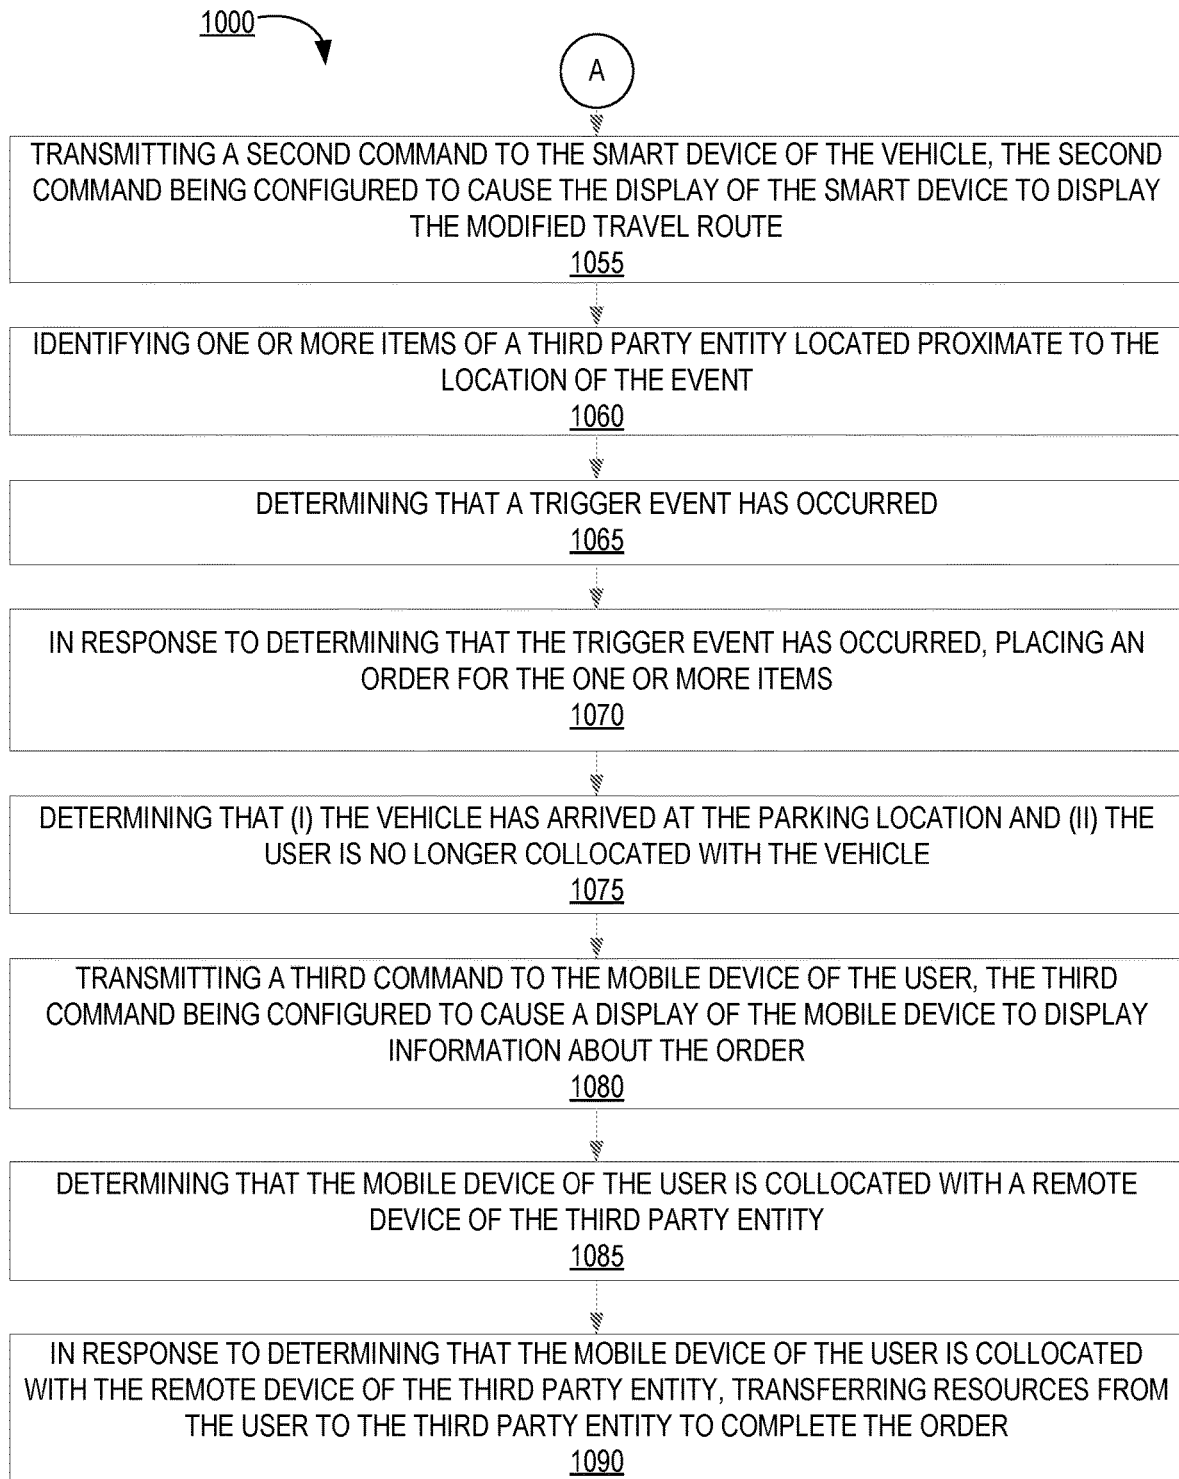 1000
A
TRANSMITTING A SECOND COMMAND TO THE SMART DEVICE OF THE VEHICLE, THE SECOND
COMMAND BEING CONFIGURED TO CAUSE THE DISPLAY OF THE SMART DEVICE TO DISPLAY
THE MODIFIED TRAVEL ROUTE
1055
IDENTIFYING ONE OR MORE ITEMS OF A THIRD PARTY ENTITY LOCATED PROXIMATE TO THE
LOCATION OF THE EVENT
1060
DETERMINING THAT A TRIGGER EVENT HAS OCCURRED
1065
IN RESPONSE TO DETERMINING THAT THE TRIGGER EVENT HAS OCCURRED, PLACING AN
ORDER FOR THE ONE OR MORE ITEMS
1070
DETERMINING THAT (I) THE VEHICLE HAS ARRIVED AT THE PARKING LOCATION AND (II) THE
USER IS NO LONGER COLLOCATED WITH THE VEHICLE
1075
TRANSMITTING A THIRD COMMAND TO THE MOBILE DEVICE OF THE USER, THE THIRD
COMMAND BEING CONFIGURED TO CAUSE A DISPLAY OF THE MOBILE DEVICE TO DISPLAY
INFORMATION ABOUT THE ORDER
1080
DETERMINING THAT THE MOBILE DEVICE OF THE USER IS COLLOCATED WITH A REMOTE
DEVICE OF THE THIRD PARTY ENTITY
1085
IN RESPONSE TO DETERMINING THAT THE MOBILE DEVICE OF THE USER IS COLLOCATED
WITH THE REMOTE DEVICE OF THE THIRD PARTY ENTITY, TRANSFERRING RESOURCES FROM
THE USER TO THE THIRD PARTY ENTITY TO COMPLETE THE ORDER
1090